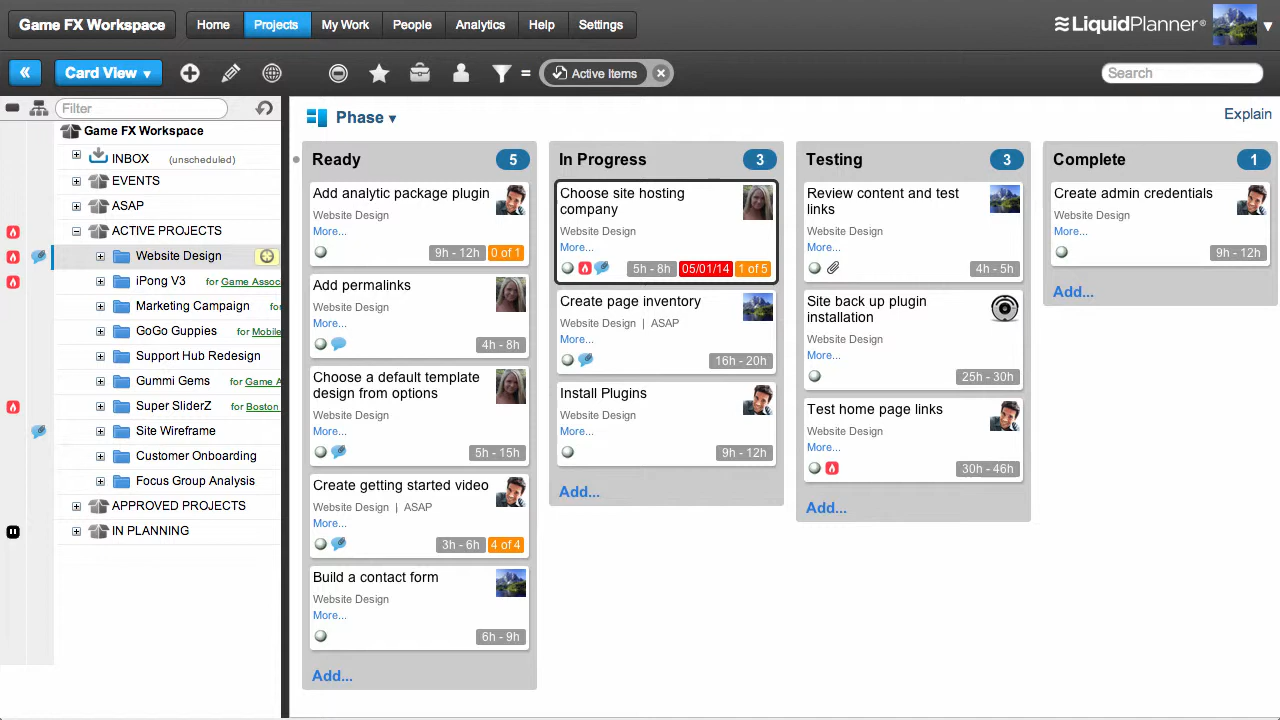 Game FX Workspace
Home
Projects
My Work
People
Analytics
Help
Settings
LiquidPlanner®
«
Card View ▾
= Active Items
Search
Filter
Game FX Workspace
INBOX (unscheduled)
EVENTS
ASAP
ACTIVE PROJECTS
Website Design
iPong V3 for Game Assoc
Marketing Campaign for
GoGo Guppies for Mobile
Support Hub Redesign
Gummi Gems for Game A
Super SliderZ for Boston
Site Wireframe
Customer Onboarding
Focus Group Analysis
APPROVED PROJECTS
IN PLANNING
Phase ▾
Explain
Ready 5
Add analytic package plugin
Website Design
More...
9h - 12h 0 of 1
Add permalinks
Website Design
More...
4h - 8h
Choose a default template
design from options
Website Design
More...
5h - 15h
Create getting started video
Website Design | ASAP
More...
3h - 6h 4 of 4
Build a contact form
Website Design
More...
6h - 9h
Add...
In Progress 3
Choose site hosting
company
Website Design
More...
5h - 8h 05/01/14 1 of 5
Create page inventory
Website Design | ASAP
More...
16h - 20h
Install Plugins
Website Design
More...
9h - 12h
Add...
Testing 3
Review content and test
links
Website Design
More...
4h - 5h
Site back up plugin
installation
Website Design
More...
25h - 30h
Test home page links
Website Design
More...
30h - 46h
Add...
Complete 1
Create admin credentials
Website Design
More...
9h - 12h
Add...